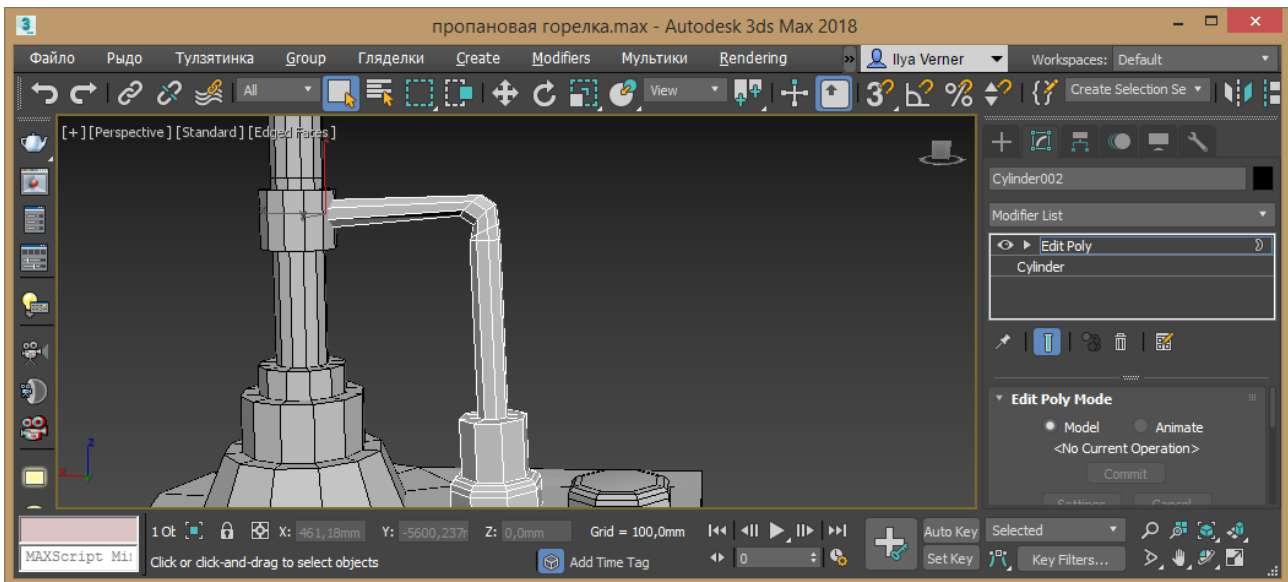 3
пропановая горелка.max - Autodesk 3ds Max 2018
Файло Рыдо Тулзятинка Group Гляделки Create Modifiers Мультики Rendering » Ilya Verner Workspaces: Default
All View 3 Create Selection Se
[+] [Perspective] [Standard] [Edged Faces]
Cylinder002
Modifier List
Edit Poly
Cylinder
Edit Poly Mode
Model Animate
<No Current Operation>
Commit
Settings Cancel
z
x
1 Ob X: 461,18mm Y: -5600,237r Z: 0,0mm Grid = 100,0mm Auto Key Selected
MAXScript Mi Click or click-and-drag to select objects Add Time Tag 0 Set Key Key Filters...